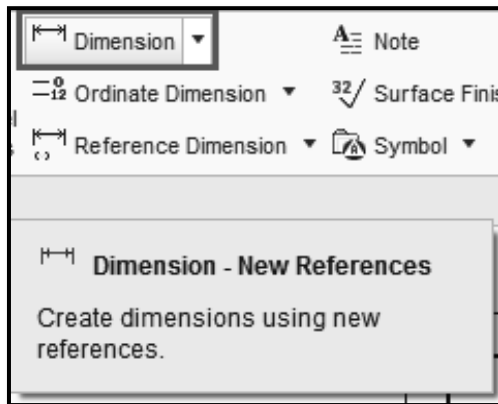 Dimension Note
Ordinate Dimension Surface Finis
Reference Dimension Symbol
Dimension - New References
Create dimensions using new
references.